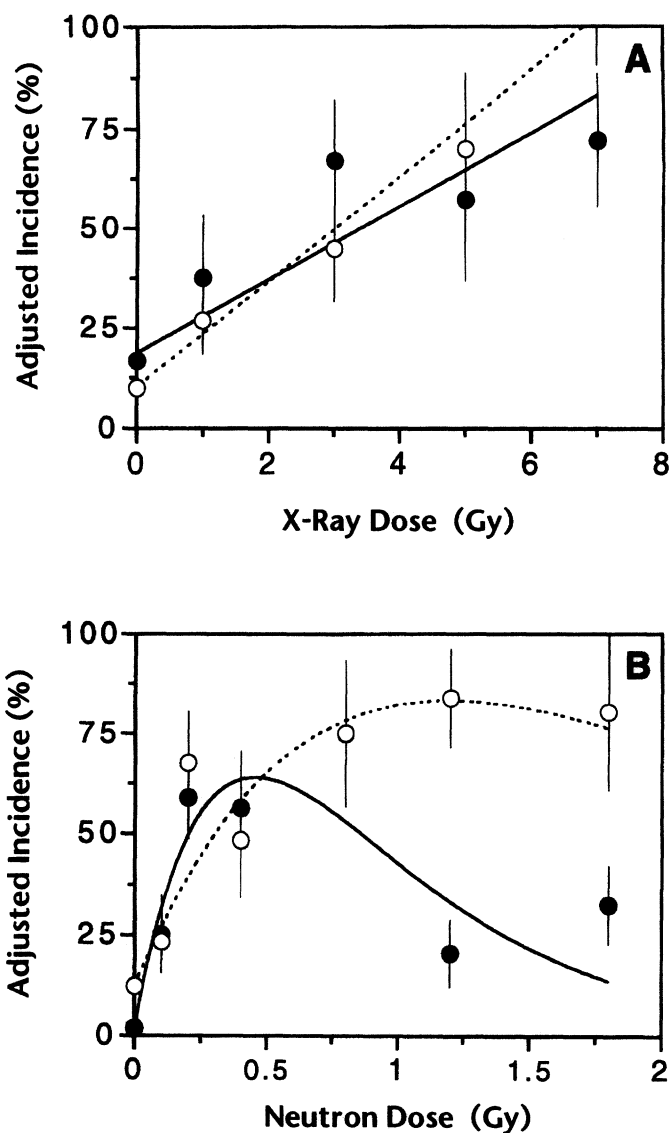 A
Adjusted Incidence (%)
100
75
50
25
0
0 2 4 6 8
X-Ray Dose (Gy)
B
Adjusted Incidence (%)
100
75
50
25
0
0 0.5 1 1.5 2
Neutron Dose (Gy)